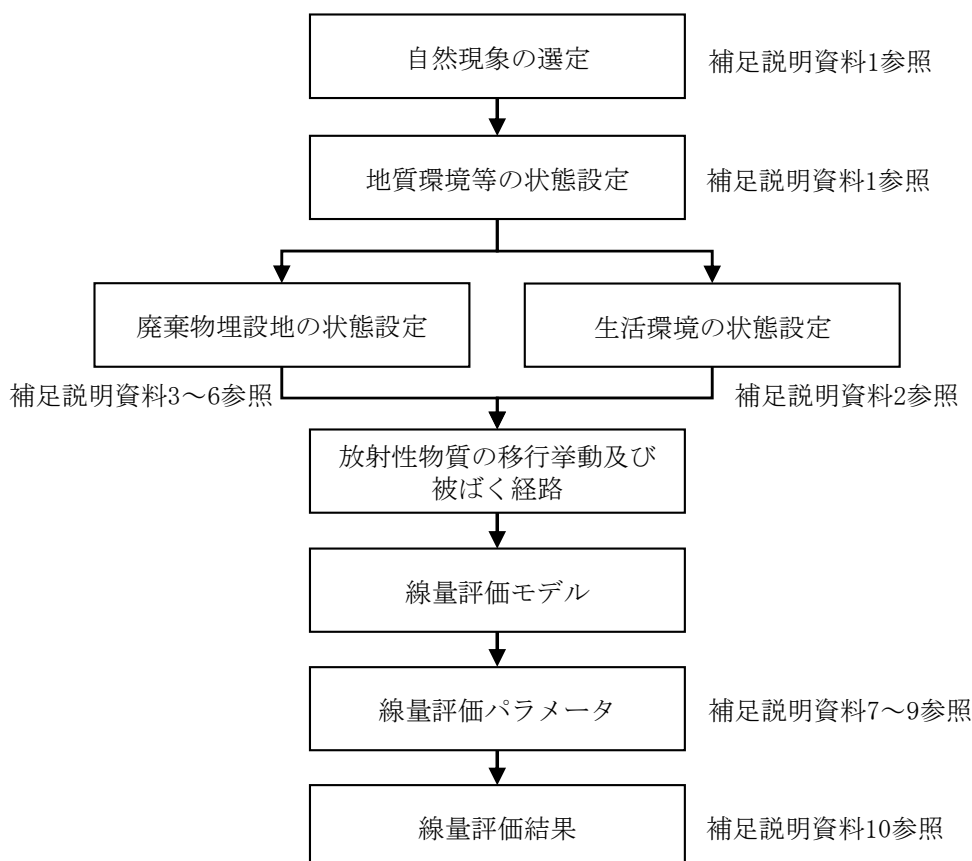 自然現象の選定
補足説明資料1参照
地質環境等の状態設定
補足説明資料1参照
廃棄物埋設地の状態設定
生活環境の状態設定
補足説明資料3～6参照
補足説明資料2参照
放射性物質の移行挙動及び
被ばく経路
線量評価モデル
線量評価パラメータ
補足説明資料7～9参照
線量評価結果
補足説明資料10参照